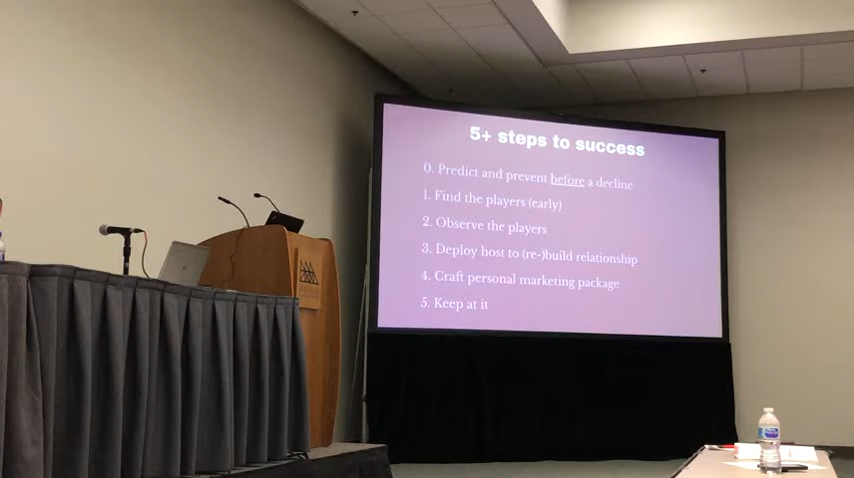 5+ steps to success
0. Predict and prevent before a decline
1. Find the players (early)
2. Observe the players
3. Deploy host to (re-)build relationship
4. Craft personal marketing package
5. Keep at it